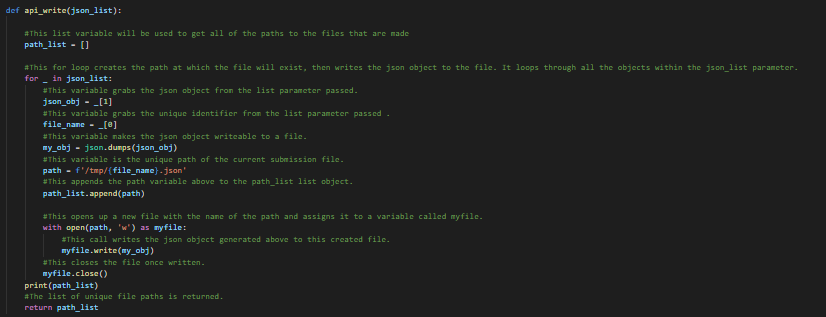 def api_write(json_list):
#This list variable will be used to get all of the paths to the files that are made
path_list = []
#This for loop creates the path at which the file will exist, then writes the json object to the file. It loops through all the objects within the json_list parameter.
for _ in json_list:
#This variable grabs the json object from the list parameter passed.
json_obj = _[1]
#This variable grabs the unique identifier from the list parameter passed .
file_name = _[0]
#This variable makes the json object writeable to a file.
my_obj = json.dumps(json_obj)
#This variable is the unique path of the current submission file.
path = f'/tmp/{file_name}.json'
#This appends the path variable above to the path_list list object.
path_list.append(path)
#This opens up a new file with the name of the path and assigns it to a variable called myfile.
with open(path, 'w') as myfile:
#This call writes the json object generated above to this created file.
myfile.write(my_obj)
#This closes the file once written.
myfile.close()
print(path_list)
#The list of unique file paths is returned.
return path_list